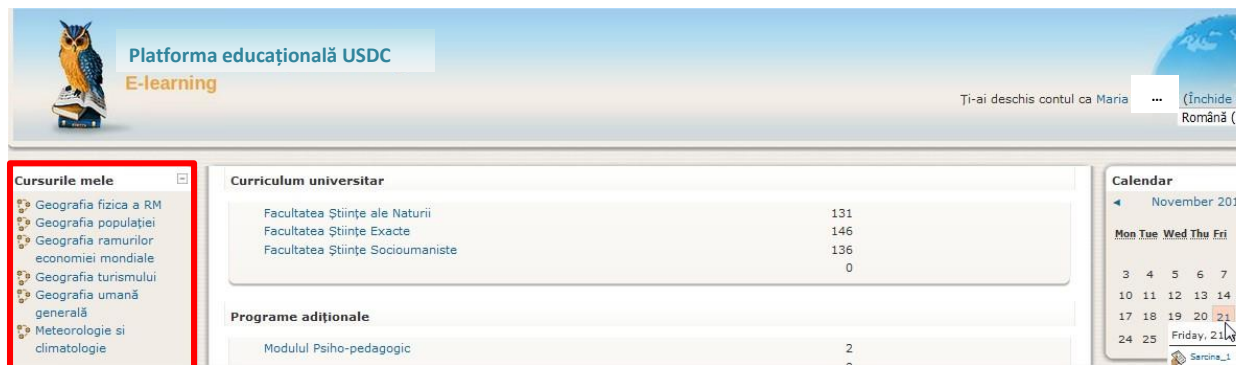 Platforma educațională USDC
E-learning
Ți-ai deschis contul ca Maria ... (Închide
Română (
Cursurile mele
Geografia fizica a RM
Geografia populației
Geografia ramurilor
economiei mondiale
Geografia turismului
Geografia umană
generală
Meteorologie si
climatologie
Curriculum universitar
Facultatea Științe ale Naturii 131
Facultatea Științe Exacte 146
Facultatea Științe Socioumaniste 136
0
Programe adiționale
Modulul Psiho-pedagogic 2
Calendar
◄ November 201
Mon Tue Wed Thu Fri
3 4 5 6 7
10 11 12 13 14
17 18 19 20 21
24 25 Friday, 21
Sarcina_1